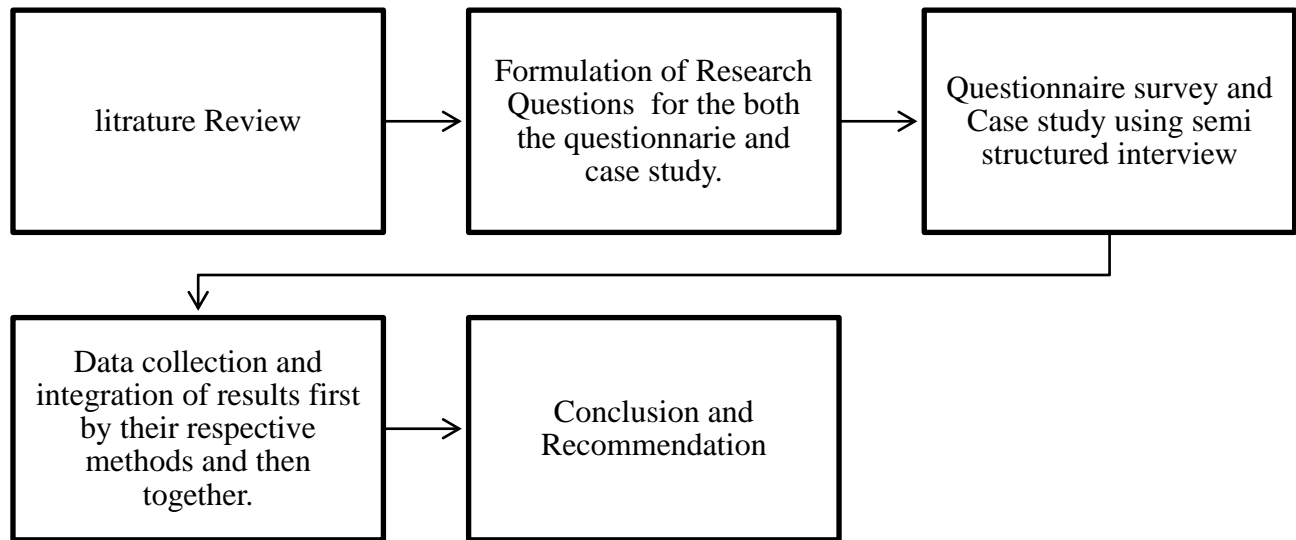 litrature Review
Formulation of Research
Questions  for the both
the questionnarie and
case study.
Questionnaire survey and
Case study using semi
structured interview
Data collection and
integration of results first
by their respective
methods and then
together.
Conclusion and
Recommendation